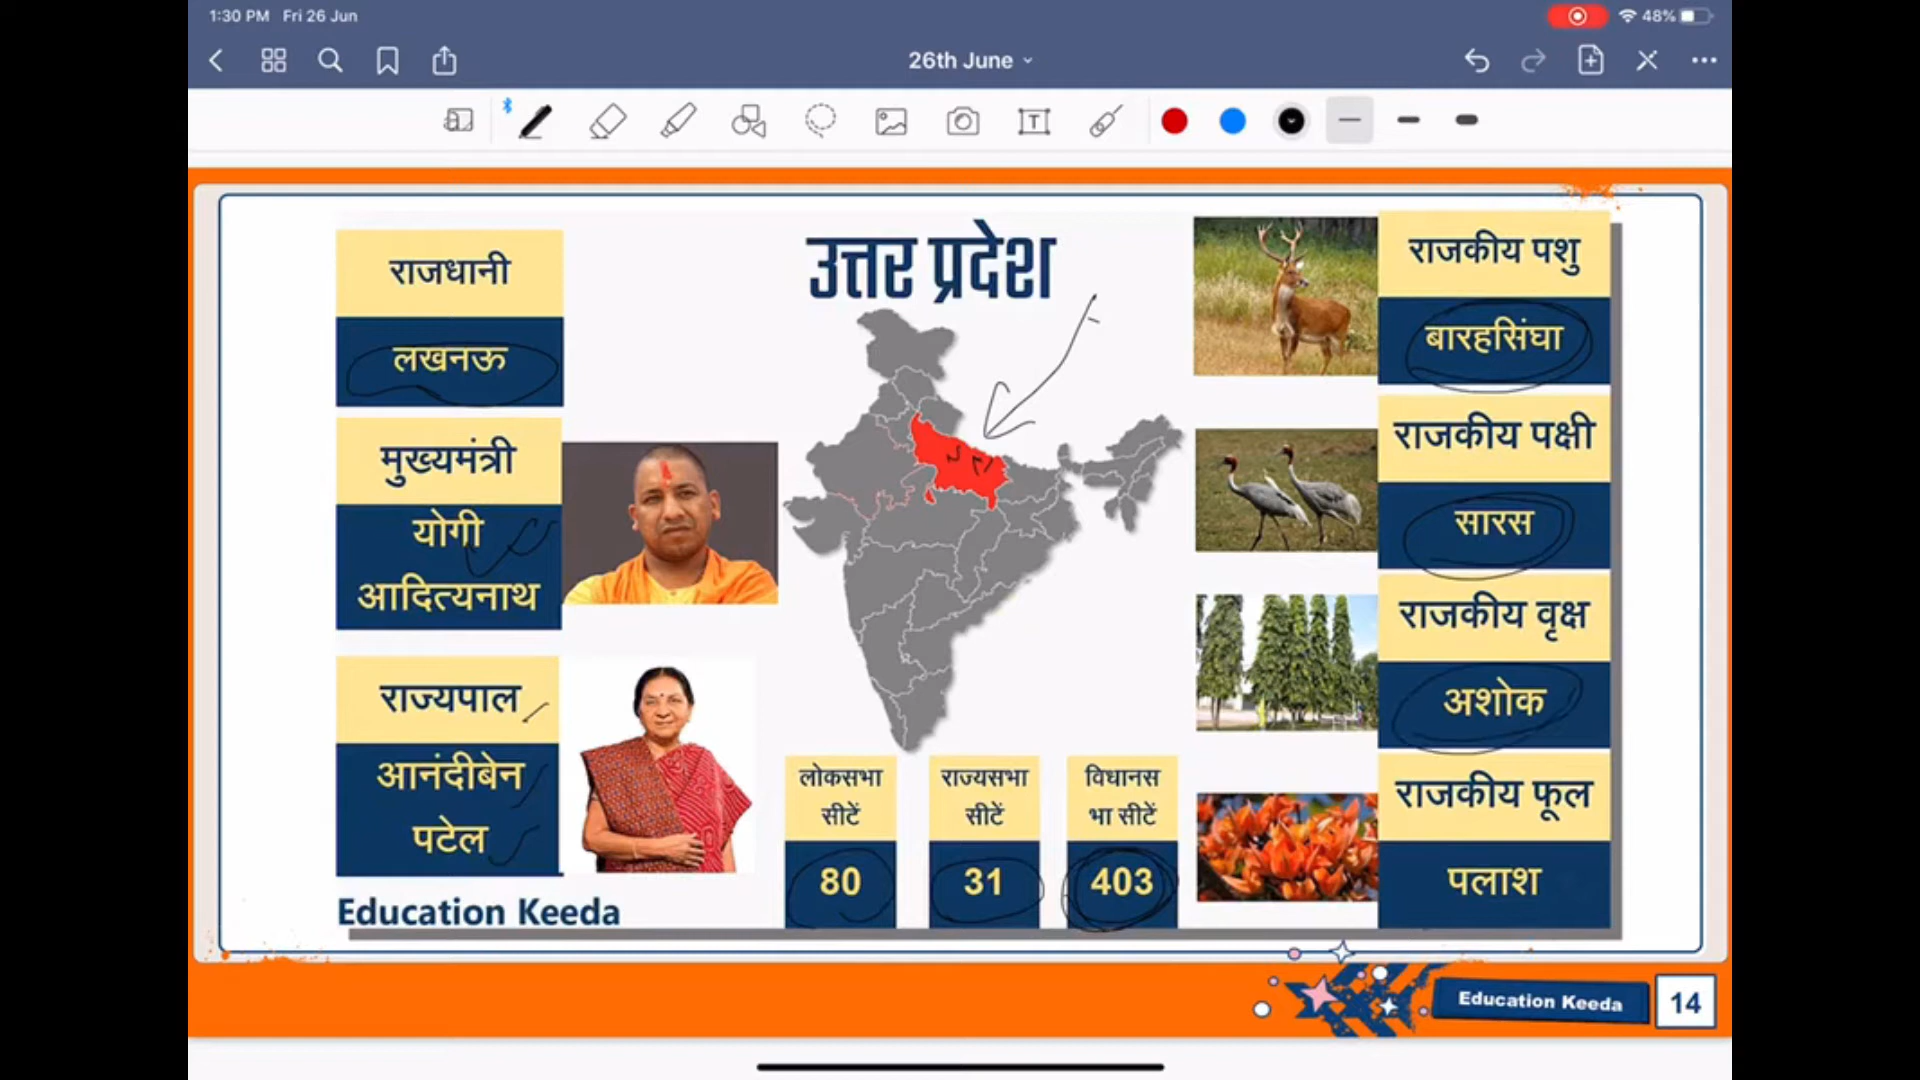 1:30 PM Fri 26 Jun
48%
26th June
T
उत्तर प्रदेश
राजधानी
लखनऊ
मुख्यमंत्री
योगी
आदित्यनाथ
राज्यपाल
आनंदीबेन
पटेल
Education Keeda
लोकसभा
सीटें
80
राज्यसभा
सीटें
31
विधानस
भा सीटें
403
राजकीय पशु
बारहसिंघा
राजकीय पक्षी
सारस
राजकीय वृक्ष
अशोक
राजकीय फूल
पलाश
Education Keeda
14